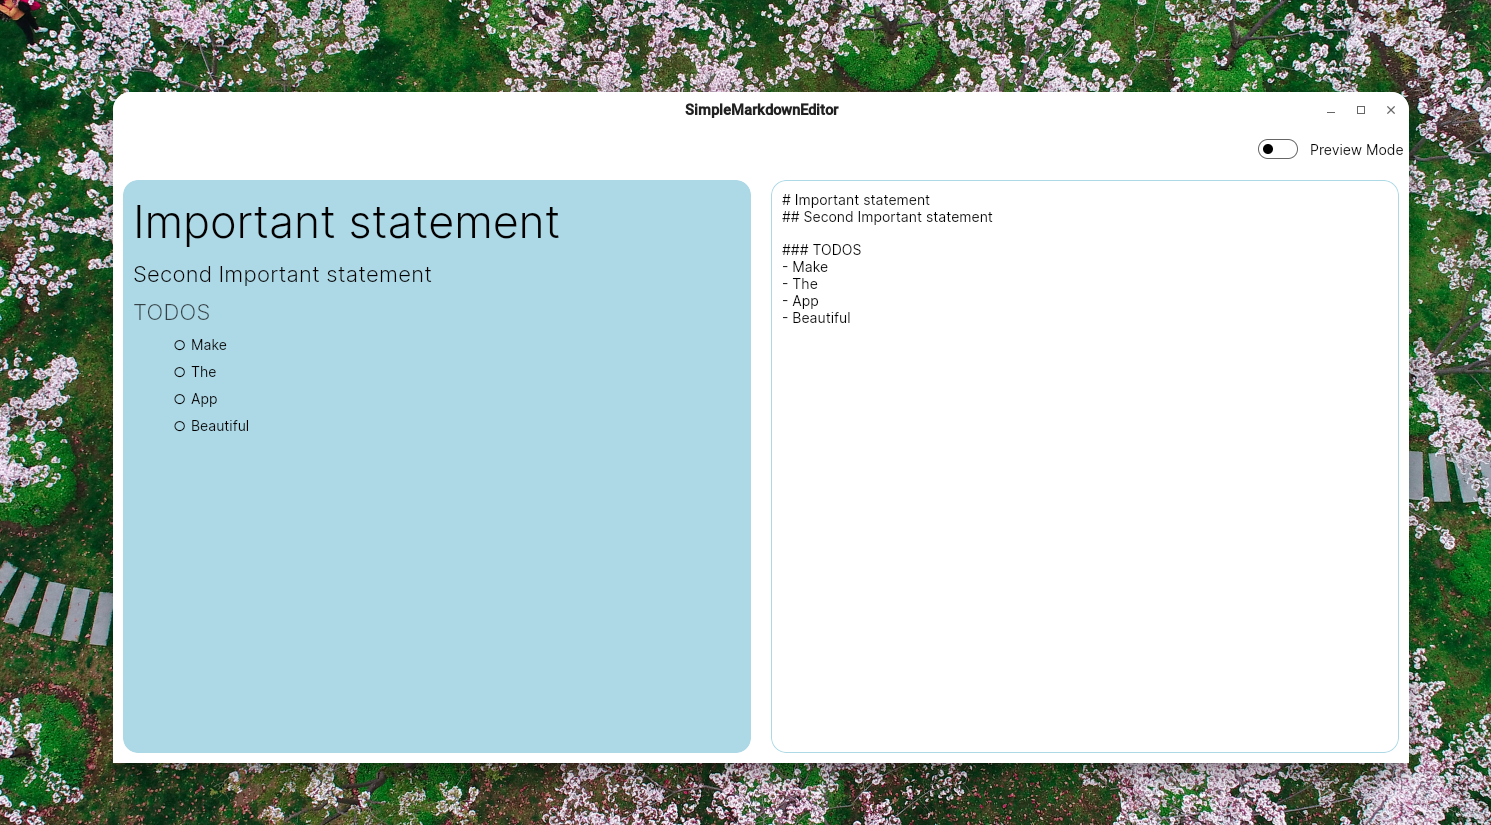 SimpleMarkdownEditor
Preview Mode
Important statement
Second Important statement
TODOS
Make
The
App
Beautiful
# Important statement
## Second Important statement
### TODOS
- Make
- The
- App
- Beautiful